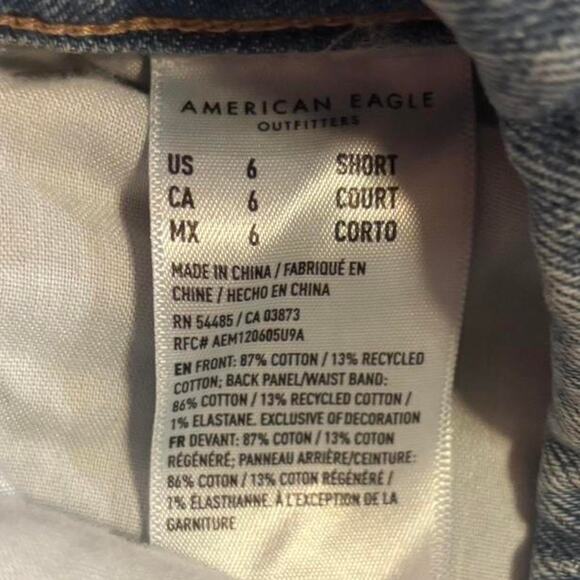 AMERICAN EAGLE
OUTFITTERS
US 6 SHORT
CA 6 COURT
MX 6 CORTO
MADE IN CHINA / FABRIQUÉ EN
CHINE / HECHO EN CHINA
RN 54485 / CA 03873
RFC# AEM120605U9A
EN FRONT: 87% COTTON / 13% RECYCLED
COTTON; BACK PANEL/WAIST BAND:
86% COTTON / 13% RECYCLED COTTON /
1% ELASTANE. EXCLUSIVE OF DECORATION
FR DEVANT: 87% COTON / 13% COTON
RÉGÉNÉRÉ; PANNEAU ARRIÈRE/CEINTURE:
86% COTON / 13% COTON RÉGÉNÉRÉ /
1% ÉLASTHANNE. À L'EXCEPTION DE LA
GARNITURE